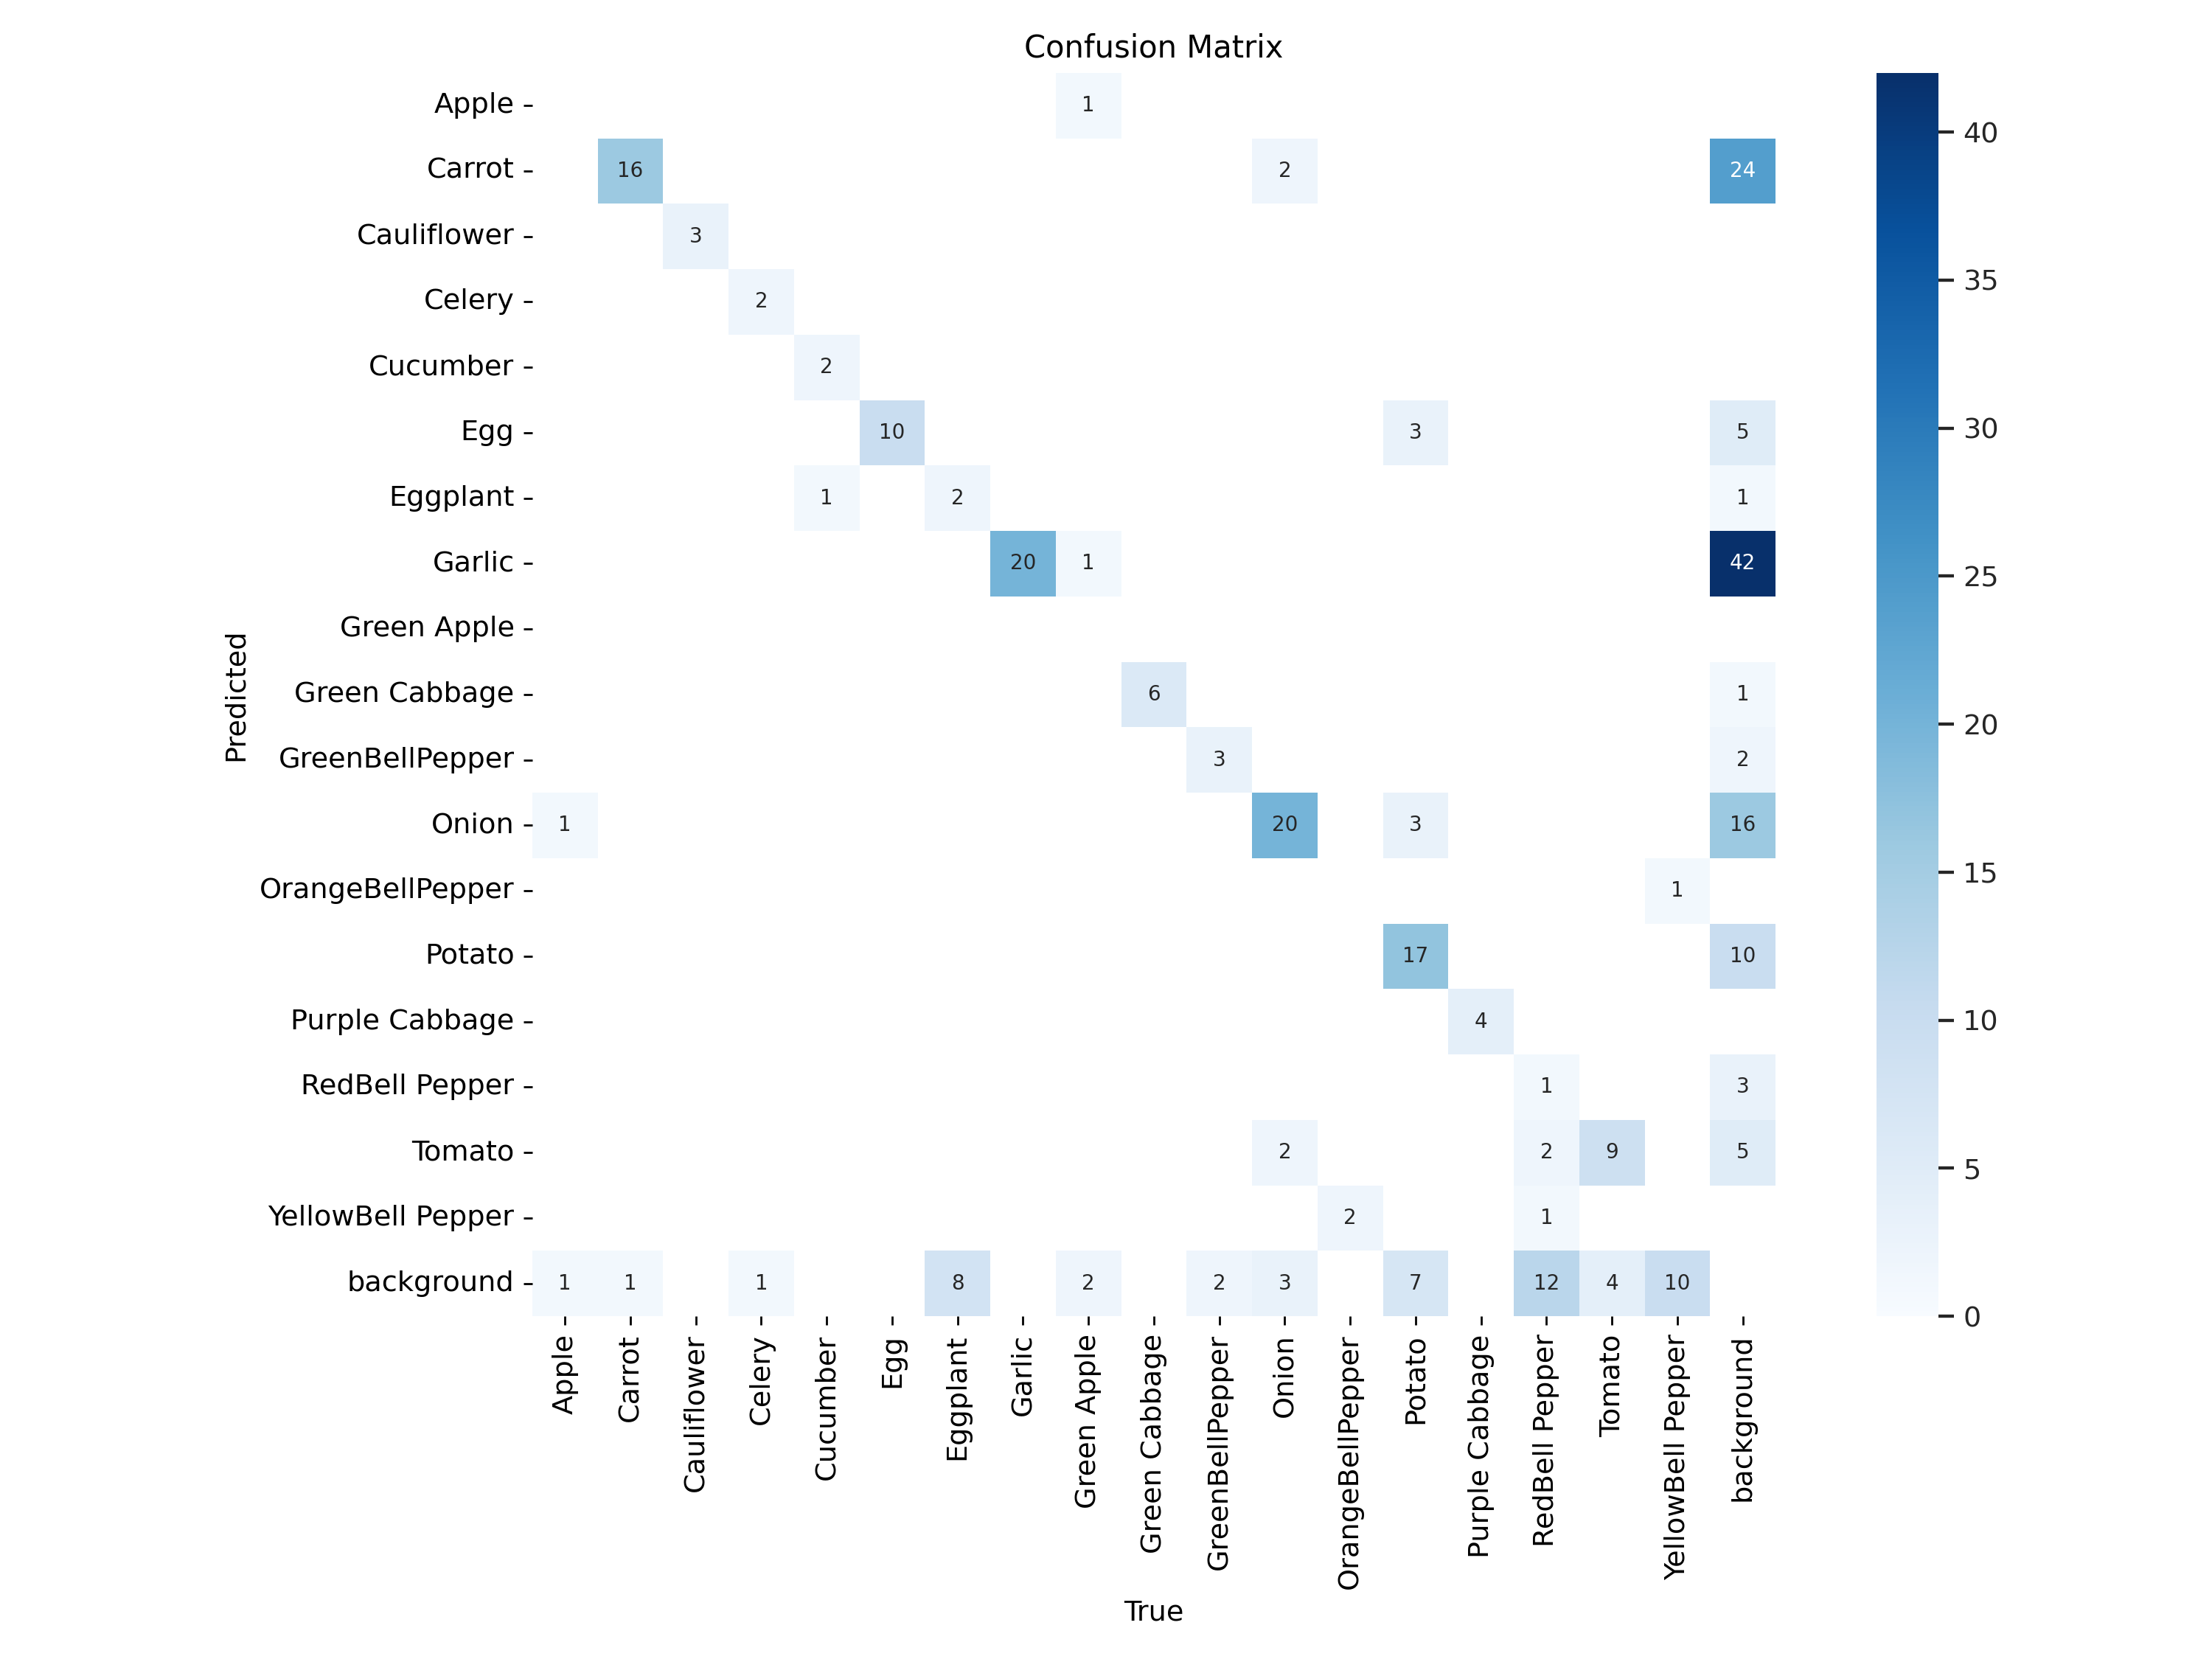 Confusion Matrix
Apple 1
Carrot 16 2 24
Cauliflower 3
Celery 2
Cucumber 2
Egg 10 3 5
Eggplant 1 2 1
Garlic 20 1 42
Green Apple
Green Cabbage 6 1
GreenBellPepper 3 2
Onion 1 20 3 16
OrangeBellPepper 1
Potato 17 10
Purple Cabbage 4
RedBell Pepper 1 3
Tomato 2 2 9 5
YellowBell Pepper 2 1
background 1 1 1 8 2 2 3 7 12 4 10
Predicted
Apple
Carrot
Cauliflower
Celery
Cucumber
Egg
Eggplant
Garlic
Green Apple
Green Cabbage
GreenBellPepper
Onion
OrangeBellPepper
Potato
Purple Cabbage
RedBell Pepper
Tomato
YellowBell Pepper
background
True
40
35
30
25
20
15
10
5
0